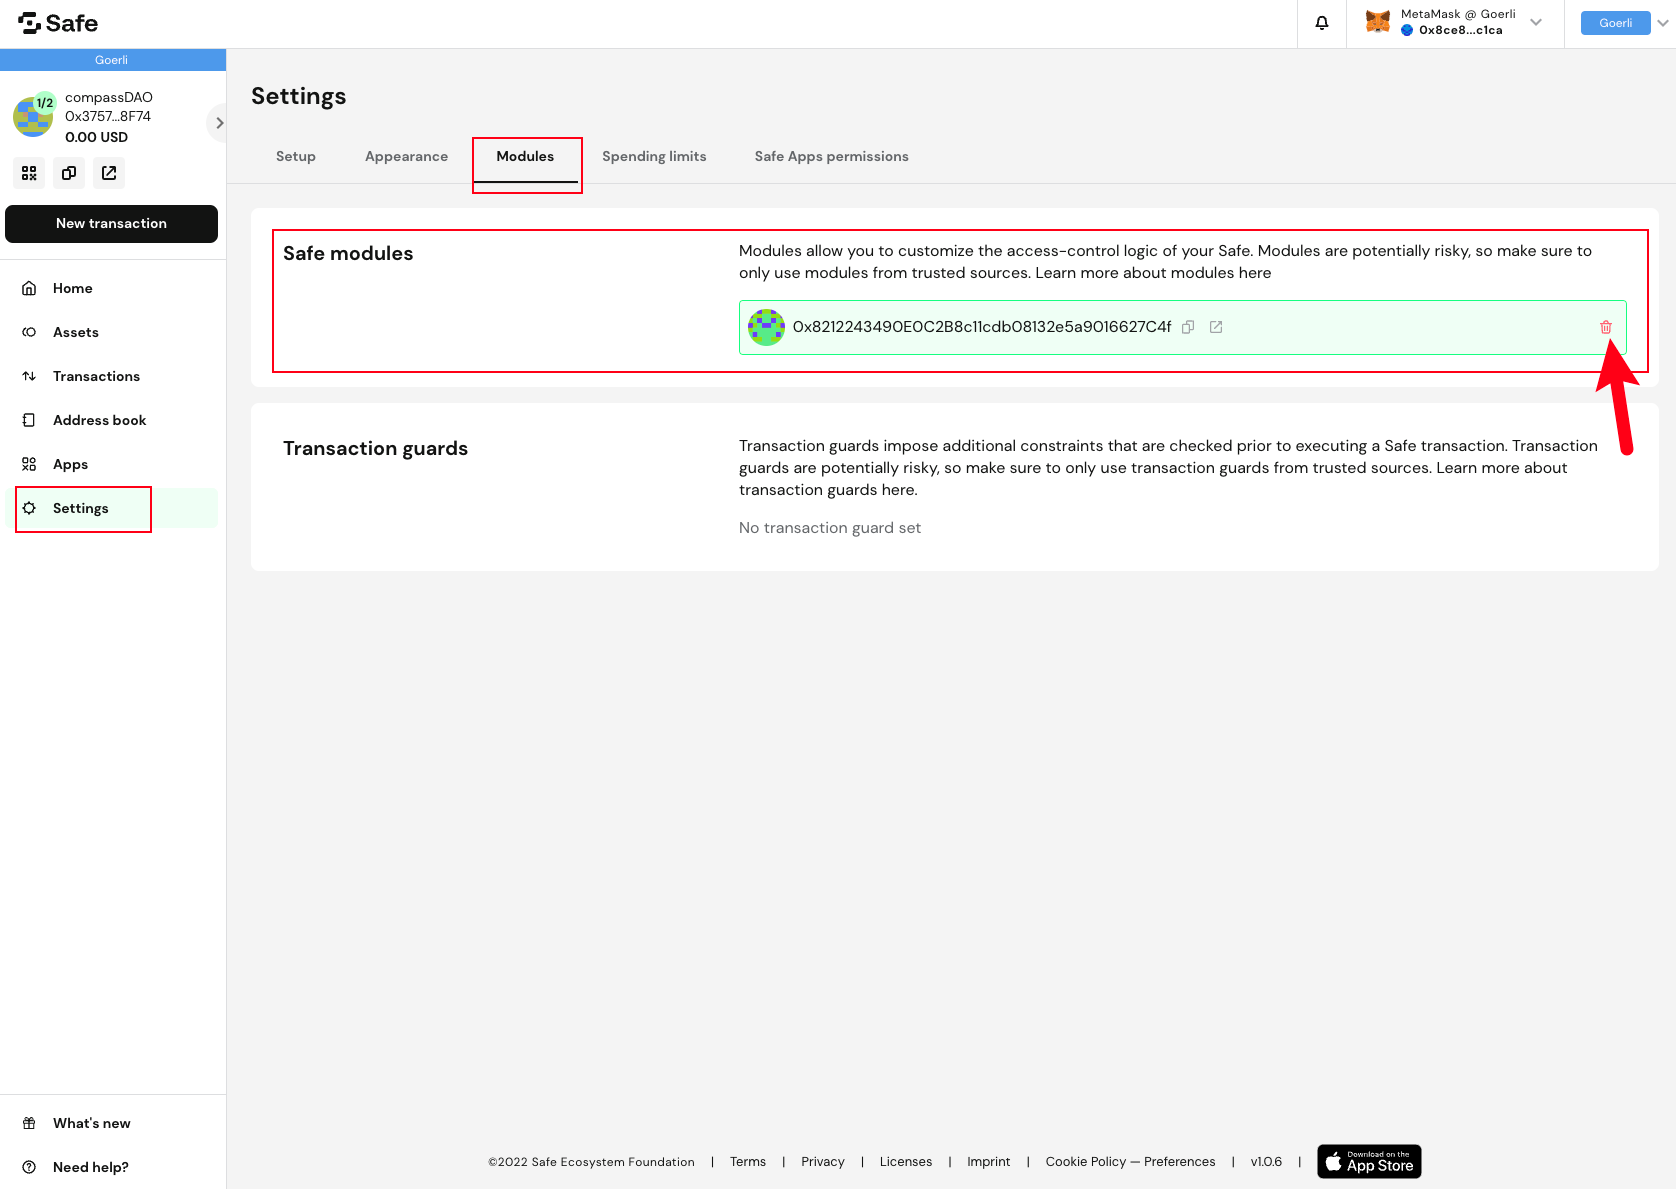 Safe
MetaMask @ Goerli
0x8ce8...c1ca
Goerli
Goerli
1/2
compassDAO
0x3757...8F74
0.00 USD
New transaction
Home
Assets
Transactions
Address book
Apps
Settings
What's new
Need help?
Settings
Setup
Appearance
Modules
Spending limits
Safe Apps permissions
Safe modules
Modules allow you to customize the access-control logic of your Safe. Modules are potentially risky, so make sure to
only use modules from trusted sources. Learn more about modules here
0x8212243490E0C2B8c11cdb08132e5a9016627C4f
Transaction guards
Transaction guards impose additional constraints that are checked prior to executing a Safe transaction. Transaction
guards are potentially risky, so make sure to only use transaction guards from trusted sources. Learn more about
transaction guards here.
No transaction guard set
©2022 Safe Ecosystem Foundation | Terms | Privacy | Licenses | Imprint | Cookie Policy — Preferences | v1.0.6 |
Download on the
App Store